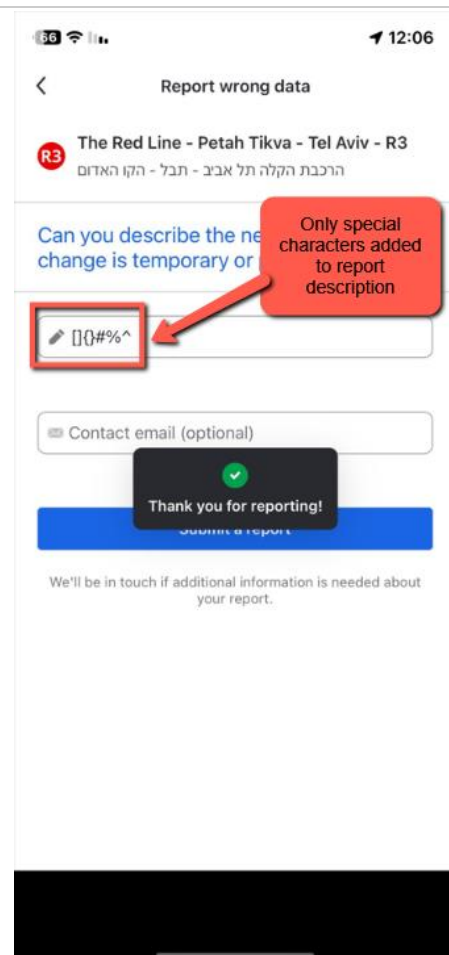 66 12:06
Report wrong data
R3
The Red Line - Petah Tikva - Tel Aviv - R3
הרכבת הקלה תל אביב - תבל - הקו האדום
Can you describe the
change is temporary or
Only special
characters added
to report
description
[]{}#%^
Contact email (optional)
Thank you for reporting!
Submit a report
We'll be in touch if additional information is needed about
your report.